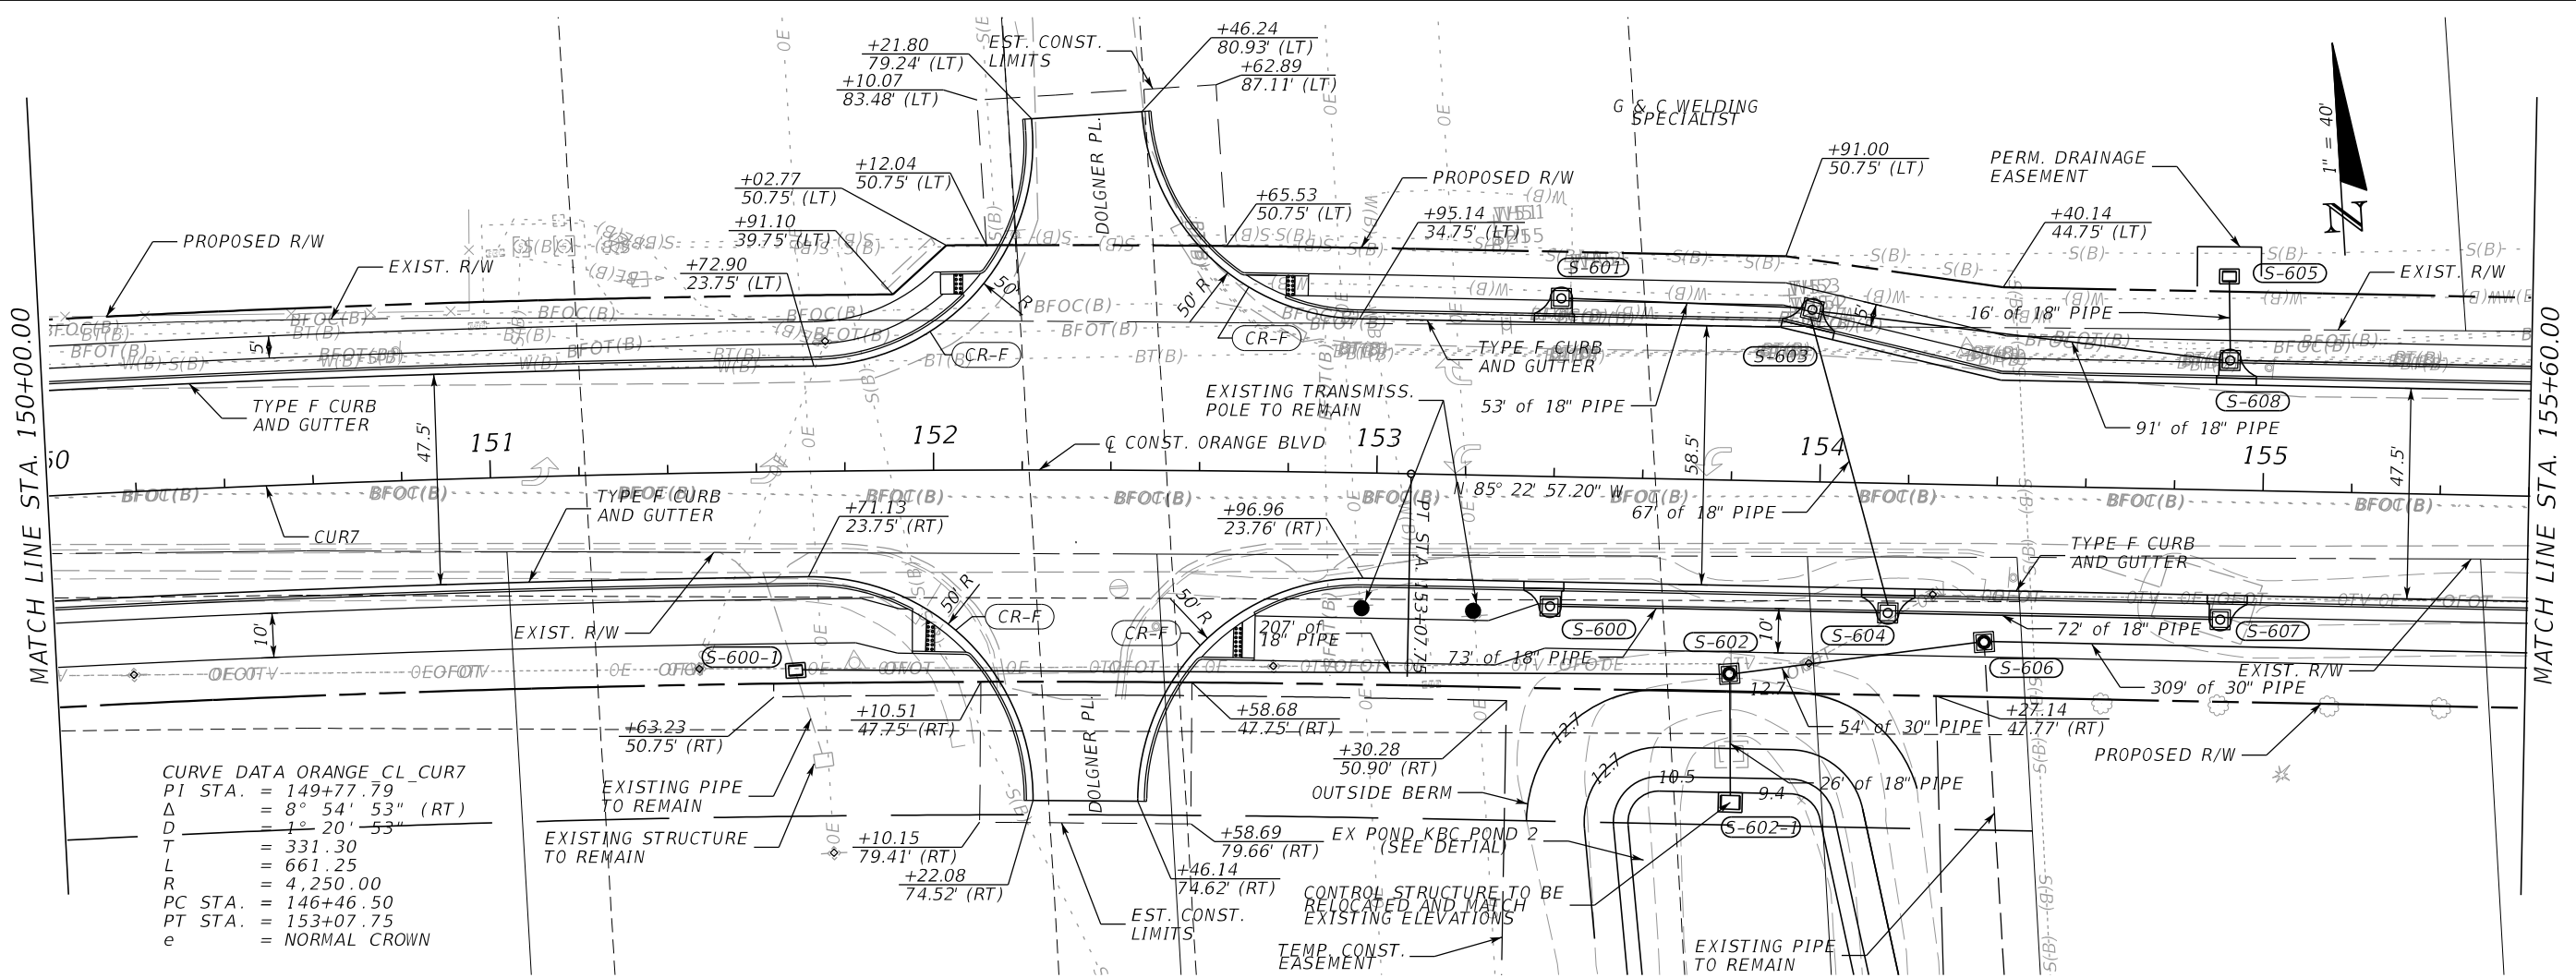 +21.80
79.24' (LT)
EST. CONST.
LIMITS
+46.24
80.93' (LT)
+10.07
83.48' (LT)
+62.89
87.11' (LT)
G & C WELDING
SPECIALIST
1" = 40'
N
DOLGNER PL.
+12.04
50.75' (LT)
+02.77
50.75' (LT)
+91.10
39.75' (LT)
+72.90
23.75' (LT)
+65.53
50.75' (LT)
PROPOSED R/W
+95.14
34.75' (LT)
+91.00
50.75' (LT)
PERM. DRAINAGE
EASEMENT
+40.14
44.75' (LT)
PROPOSED R/W
EXIST. R/W
S-601
S-605
EXIST. R/W
50' R
50' R
CR-F
CR-F
5'
5'
16' of 18" PIPE
TYPE F CURB
AND GUTTER
S-603
S-608
TYPE F CURB
AND GUTTER
EXISTING TRANSMISS.
POLE TO REMAIN
53' of 18" PIPE
91' of 18" PIPE
MATCH LINE STA. 150+00.00
MATCH LINE STA. 155+60.00
47.5'
58.5'
47.5'
50
151
152
153
154
155
℄ CONST. ORANGE BLVD
BFOC(B)
BFOC(B)
BFOC(B)
BFOC(B)
BFOC(B)
BFOC(B)
BFOC(B)
BFOC(B)
BFOC(B)
BFOC(B)
N 85° 22' 57.20" W
CUR7
TYPE F CURB
AND GUTTER
+71.13
23.75' (RT)
+96.96
23.76' (RT)
67' of 18" PIPE
PT STA. 153+07.75
TYPE F CURB
AND GUTTER
10'
EXIST. R/W
50' R
CR-F
50' R
CR-F
207' of
18" PIPE
73' of 18" PIPE
S-600
S-602
10'
S-604
72' of 18" PIPE
S-607
S-600-1
S-606
EXIST. R/W
309' of 30" PIPE
+63.23
50.75' (RT)
+10.51
47.75' (RT)
DOLGNER PL.
+58.68
47.75' (RT)
+30.28
50.90' (RT)
12.7
12.7
12.7
10.5
9.4
54' of 30" PIPE
+27.14
47.77' (RT)
PROPOSED R/W
EXISTING PIPE
TO REMAIN
OUTSIDE BERM
26' of 18" PIPE
EXISTING STRUCTURE
TO REMAIN
+10.15
79.41' (RT)
+58.69
79.66' (RT)
EX POND KBC POND 2
(SEE DETIAL)
S-602-1
+22.08
74.52' (RT)
+46.14
74.62' (RT)
EST. CONST.
LIMITS
CONTROL STRUCTURE TO BE
RELOCATED AND MATCH
EXISTING ELEVATIONS
TEMP. CONST.
EASEMENT
EXISTING PIPE
TO REMAIN
CURVE DATA ORANGE_CL_CUR7
PI STA. = 149+77.79
Δ = 8° 54' 53" (RT)
D = 1° 20' 53"
T = 331.30
L = 661.25
R = 4,250.00
PC STA. = 146+46.50
PT STA. = 153+07.75
e = NORMAL CROWN